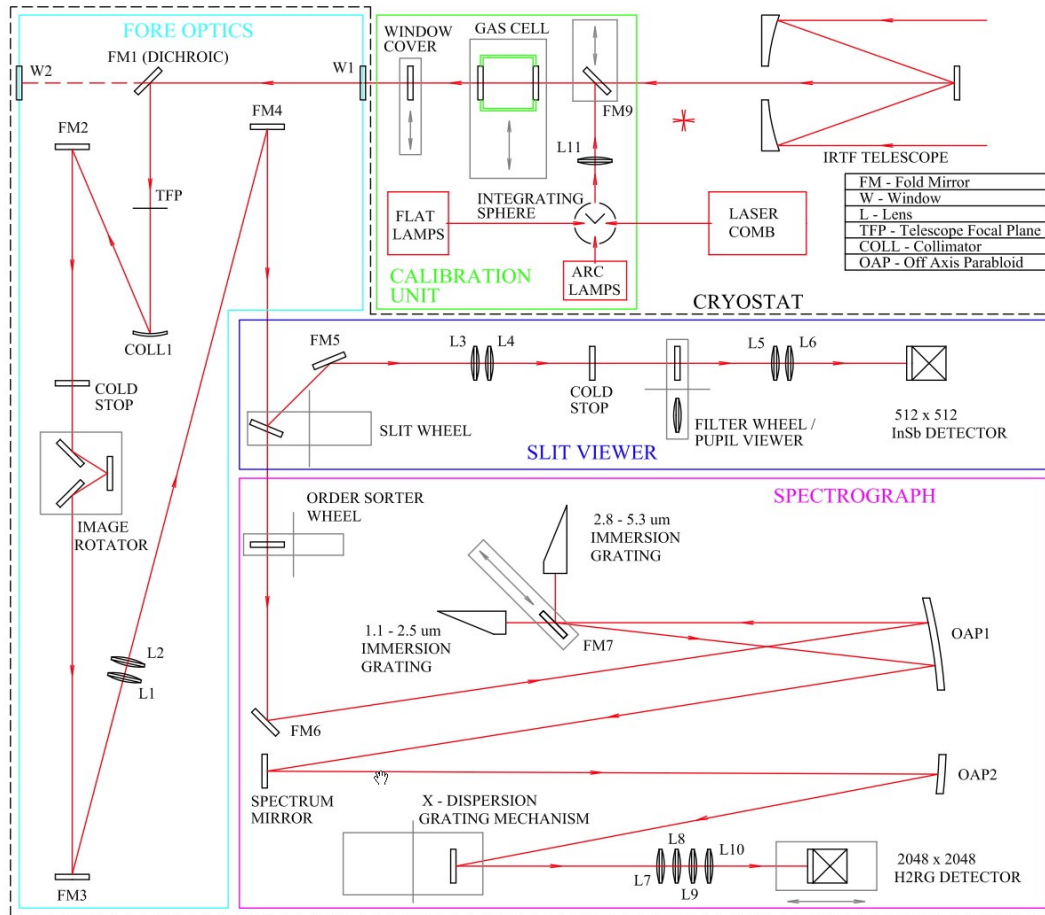 FORE OPTICS
FM1 (DICHROIC)
W2
W1
FM2
FM4
TFP
COLL1
COLD
STOP
IMAGE
ROTATOR
L2
L1
FM3
WINDOW
COVER
GAS CELL
FM9
L11
INTEGRATING
SPHERE
FLAT
LAMPS
LASER
COMB
ARC
LAMPS
CALIBRATION
UNIT
IRTF TELESCOPE
FM - Fold Mirror
W - Window
L - Lens
TFP - Telescope Focal Plane
COLL - Collimator
OAP - Off Axis Parabloid
CRYOSTAT
FM5
L3
L4
L5
L6
COLD
STOP
SLIT WHEEL
FILTER WHEEL /
PUPIL VIEWER
512 x 512
InSb DETECTOR
SLIT VIEWER
SPECTROGRAPH
ORDER SORTER
WHEEL
2.8 - 5.3 um
IMMERSION
GRATING
1.1 - 2.5 um
IMMERSION
GRATING
FM7
OAP1
FM6
SPECTRUM
MIRROR
OAP2
X - DISPERSION
GRATING MECHANISM
L8
L10
L7
L9
2048 x 2048
H2RG DETECTOR